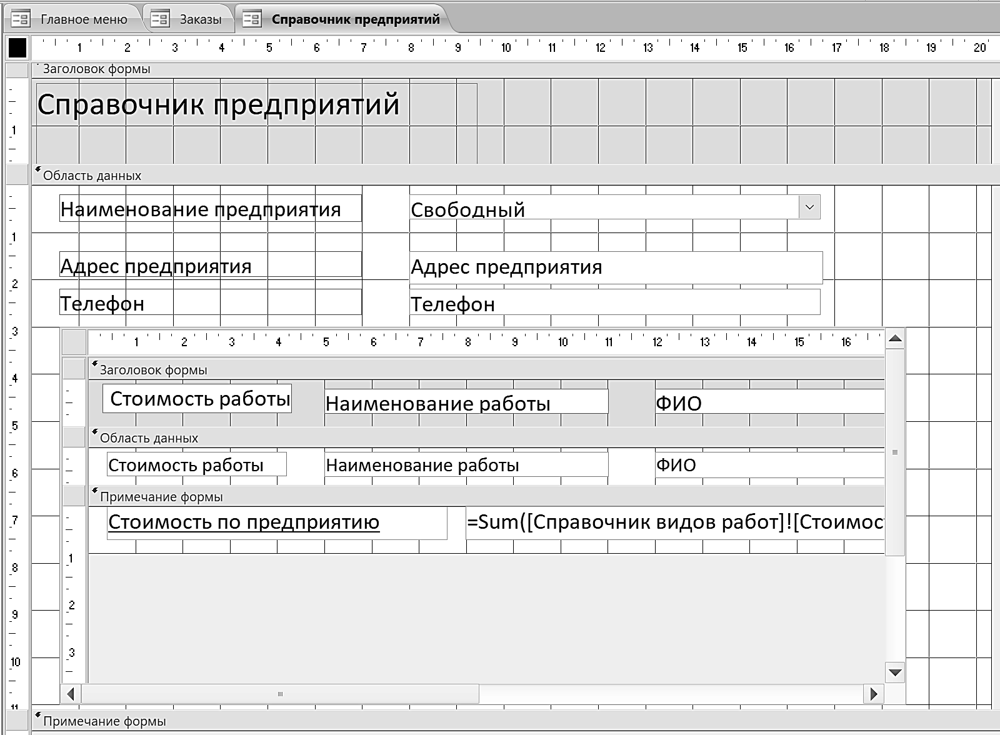 Главное меню Заказы Справочник предприятий
1 2 3 4 5 6 7 8 9 10 11 12 13 14 15 16 17 18 19 20
Заголовок формы
Справочник предприятий
1
Область данных
Наименование предприятия Свободный
1
Адрес предприятия Адрес предприятия
2
Телефон Телефон
3
1 2 3 4 5 6 7 8 9 10 11 12 13 14 15 16
Заголовок формы
4
Стоимость работы Наименование работы ФИО
5
Область данных
Стоимость работы Наименование работы ФИО
6
Примечание формы
7
Стоимость по предприятию =Sum([Справочник видов работ]![Стоимос
1
8
2
9
3
10
11
Примечание формы